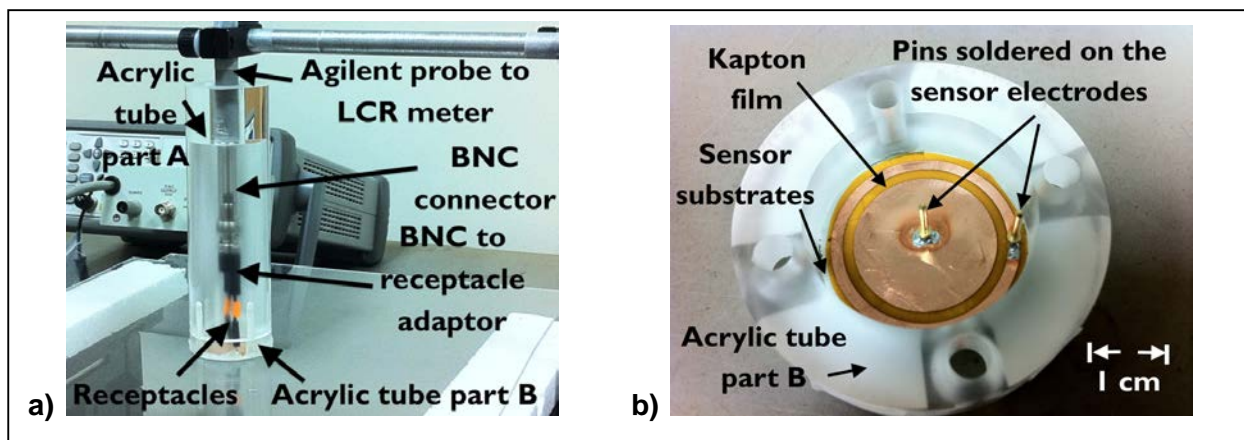 Acrylic
tube
part A
Agilent probe to
LCR meter
BNC
connector
BNC to
receptacle
adaptor
Receptacles
Acrylic tube part B
a)
Kapton
film
Pins soldered on the
sensor electrodes
Sensor
substrates
Acrylic tube
part B
1 cm
b)